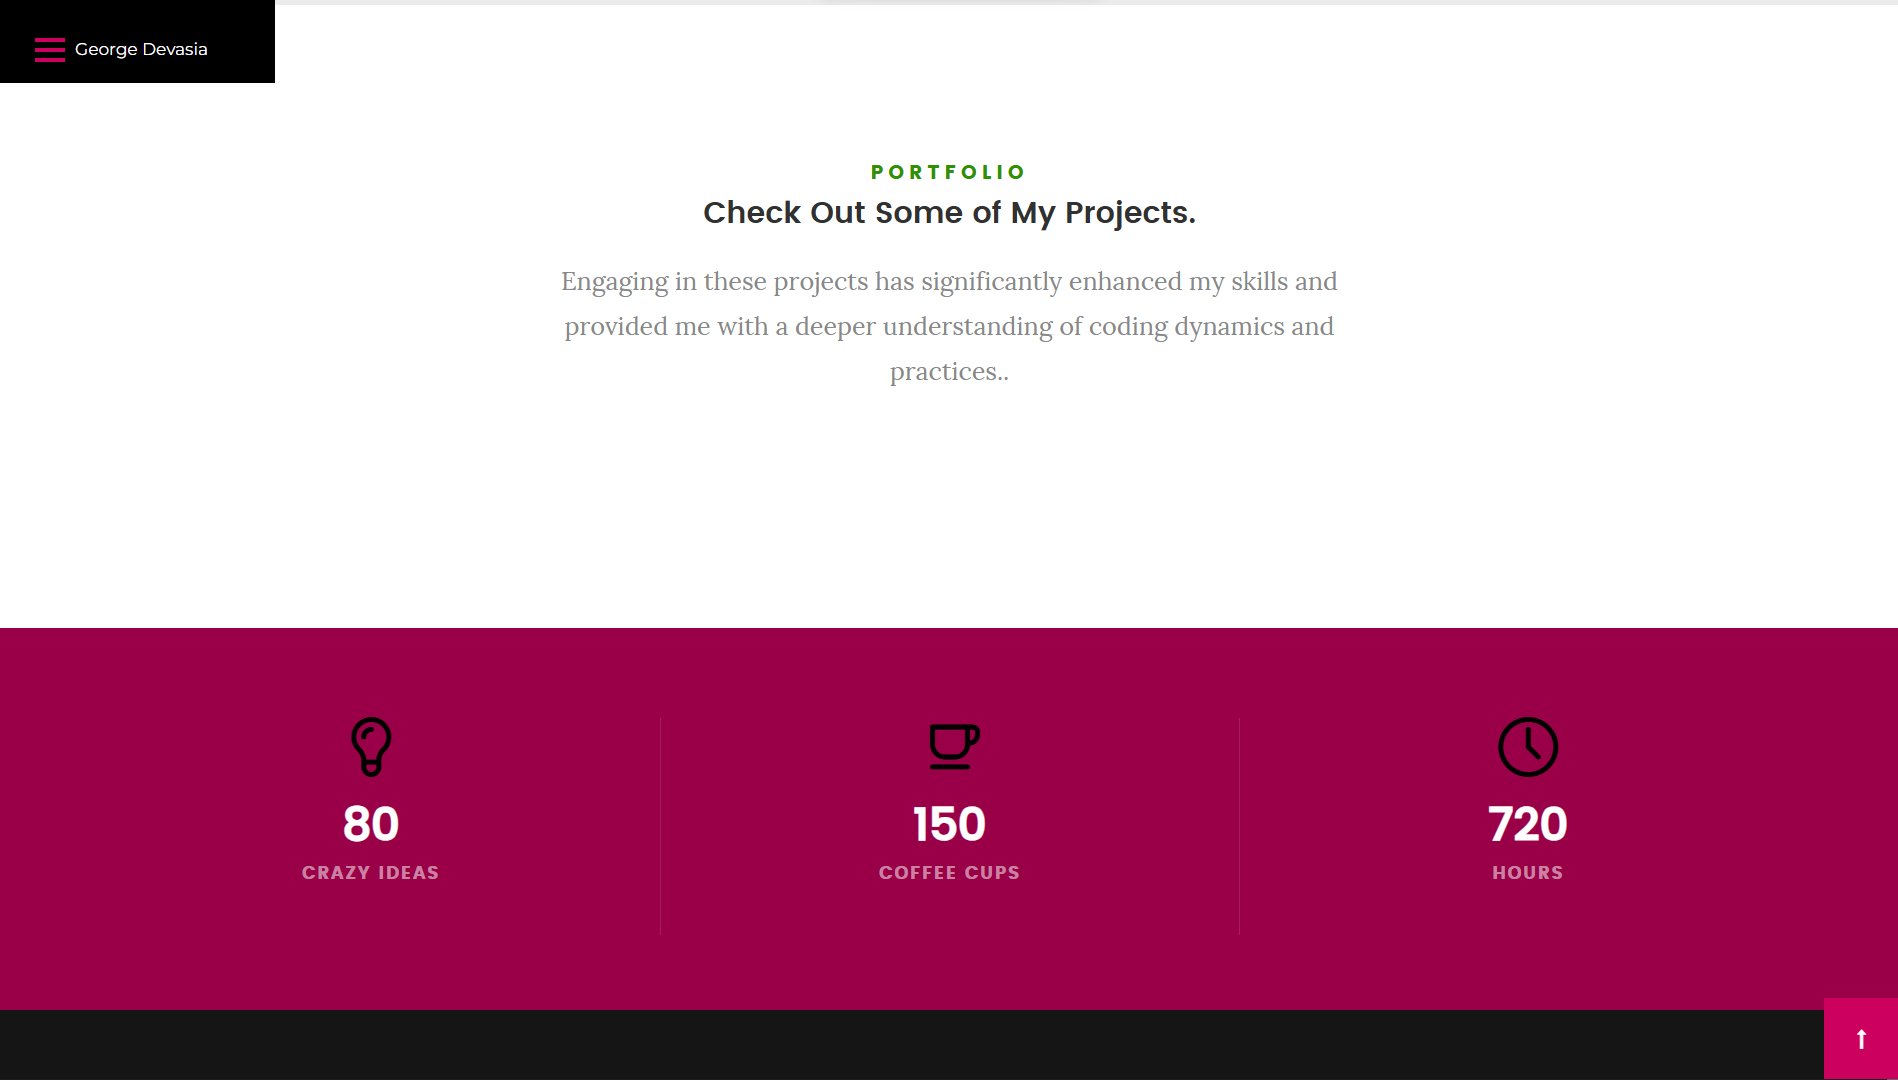 George Devasia
PORTFOLIO
Check Out Some of My Projects.
Engaging in these projects has significantly enhanced my skills and
provided me with a deeper understanding of coding dynamics and
practices..
80
CRAZY IDEAS
150
COFFEE CUPS
720
HOURS